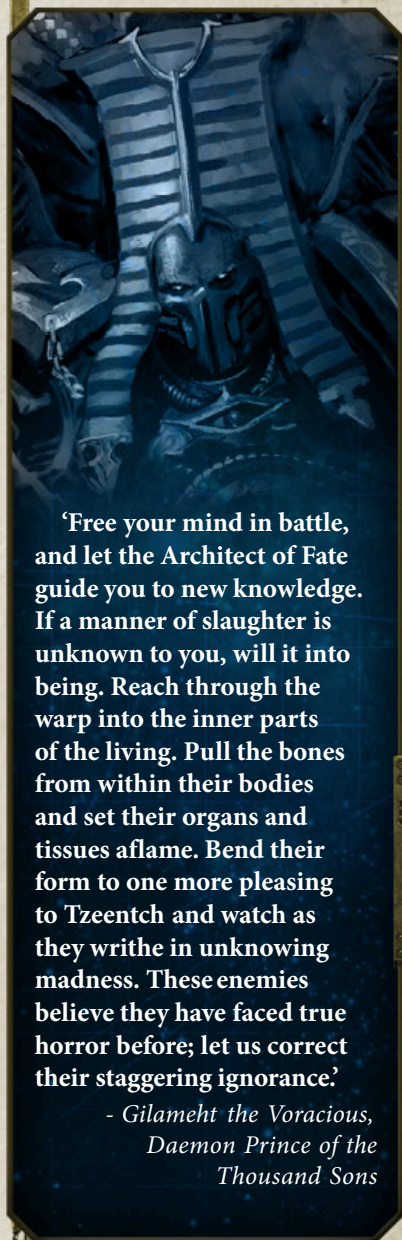 ‘Free your mind in battle,
and let the Architect of Fate
guide you to new knowledge.
If a manner of slaughter is
unknown to you, will it into
being. Reach through the
warp into the inner parts
of the living. Pull the bones
from within their bodies
and set their organs and
tissues aflame. Bend their
form to one more pleasing
to Tzeentch and watch as
they writhe in unknowing
madness. These enemies
believe they have faced true
horror before; let us correct
their staggering ignorance.’
- Gilameht the Voracious,
Daemon Prince of the
Thousand Sons